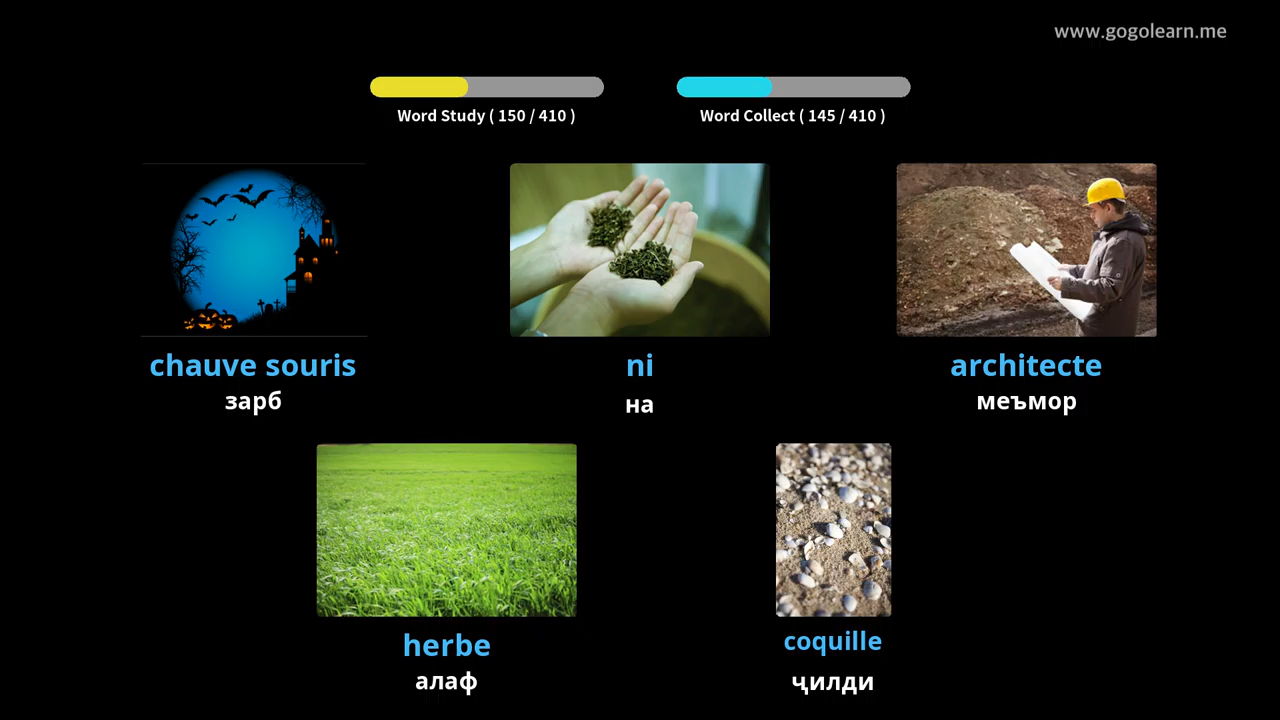 www.gogolearn.me
Word Study ( 150 / 410 )
Word Collect ( 145 / 410 )
chauve souris
зарб
ni
на
architecte
меъмор
herbe
алаф
coquille
ҷилди